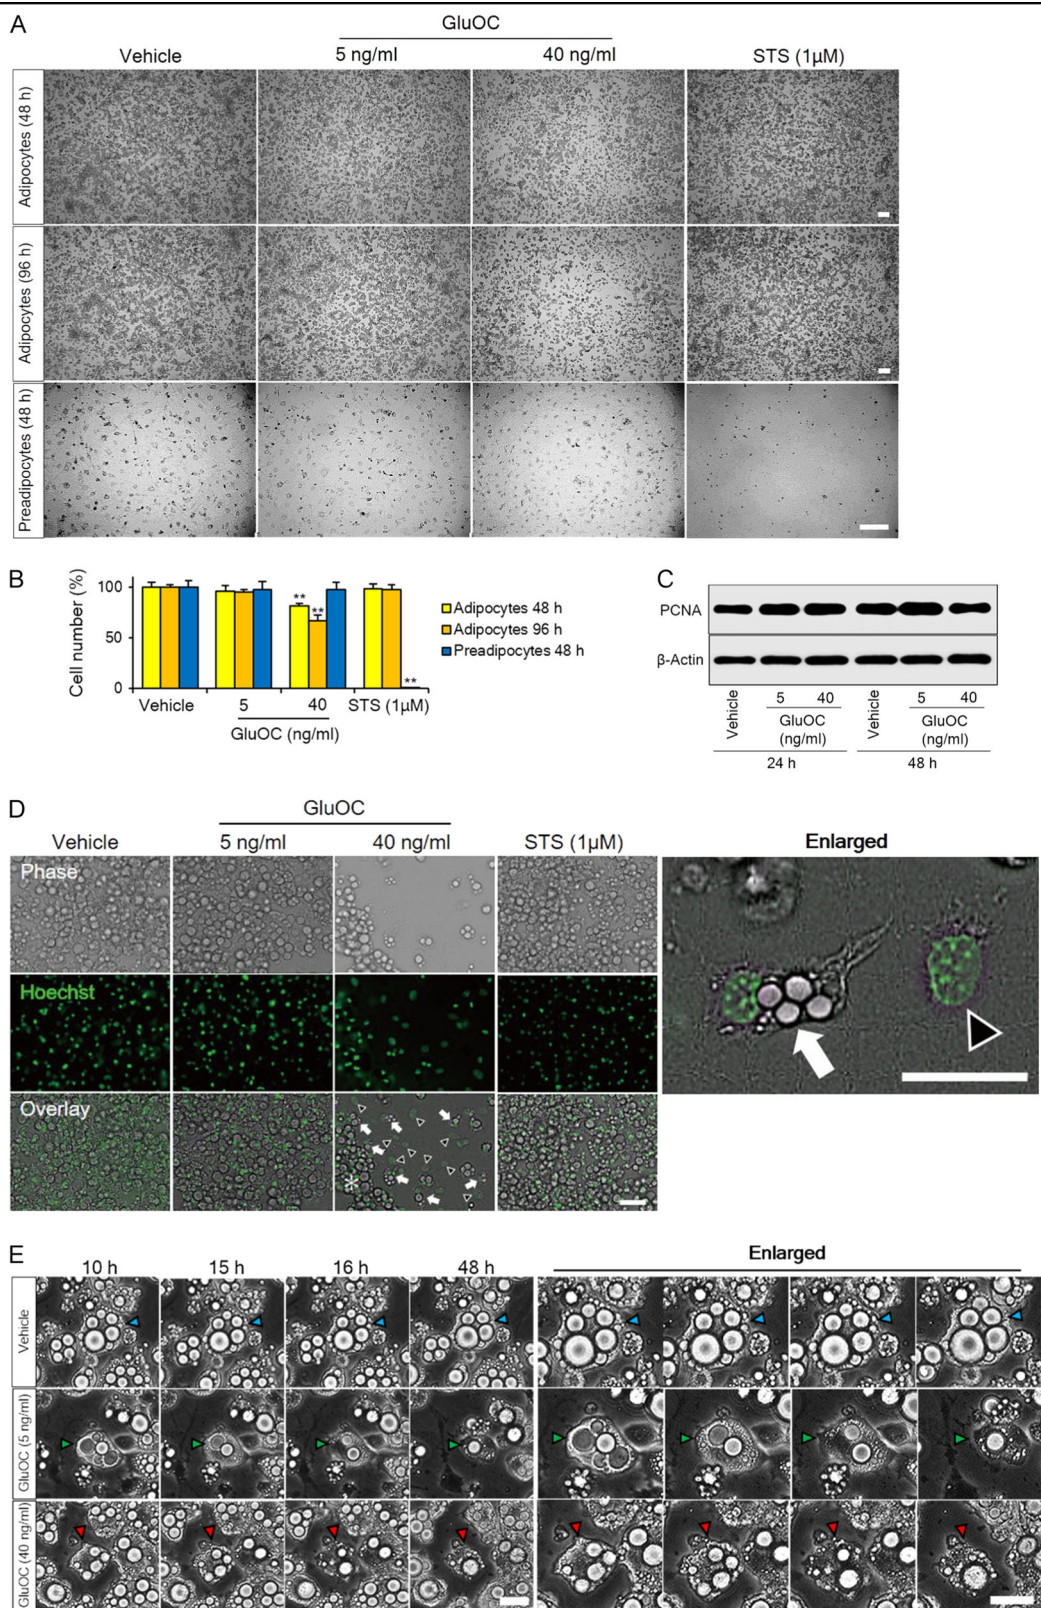 A
GluOC
Vehicle 5 ng/ml 40 ng/ml STS (1µM)
Adipocytes (48 h)
Adipocytes (96 h)
Preadipocytes (48 h)
B
Cell number (%)
100
50
0
** ** **
Vehicle 5 40 STS (1µM)
GluOC (ng/ml)
Adipocytes 48 h
Adipocytes 96 h
Preadipocytes 48 h
C
PCNA
β-Actin
Vehicle 5 40 Vehicle 5 40
GluOC GluOC
(ng/ml) (ng/ml)
24 h 48 h
D
GluOC
Vehicle 5 ng/ml 40 ng/ml STS (1µM) Enlarged
Phase
Hoechst
Overlay
*
E
Enlarged
10 h 15 h 16 h 48 h
Vehicle
GluOC (5 ng/ml)
GluOC (40 ng/ml)